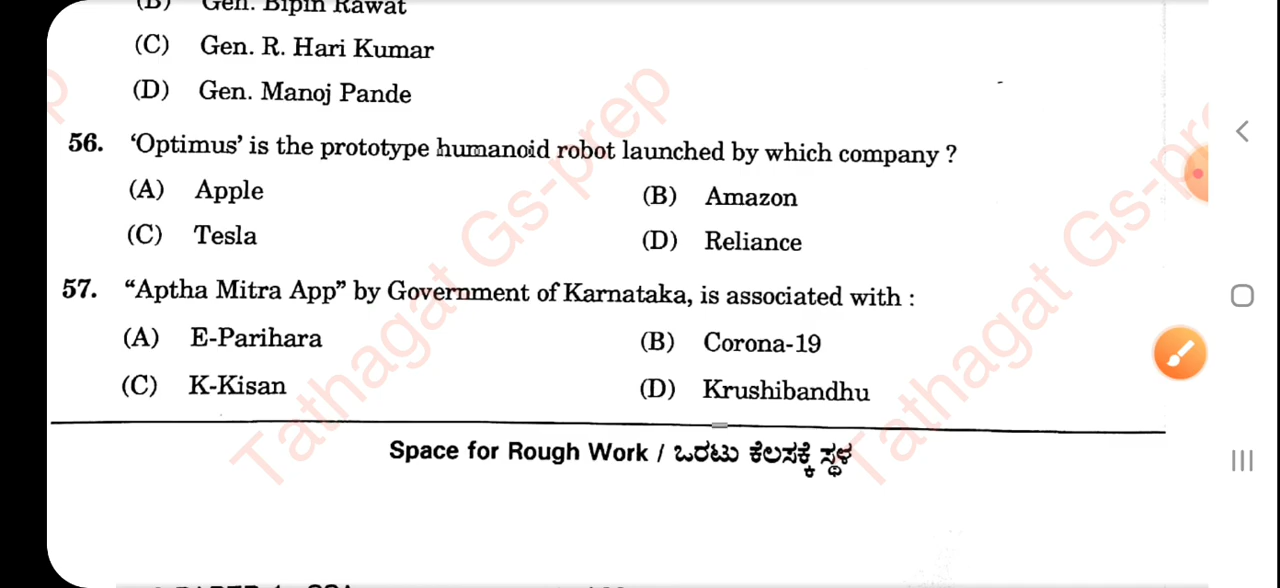 (B) Gen. Bipin Rawat
(C) Gen. R. Hari Kumar
(D) Gen. Manoj Pande
56. ‘Optimus’ is the prototype humanoid robot launched by which company ?
(A) Apple
(B) Amazon
(C) Tesla
(D) Reliance
57. “Aptha Mitra App” by Government of Karnataka, is associated with :
(A) E-Parihara
(B) Corona-19
(C) K-Kisan
(D) Krushibandhu
Space for Rough Work / ಒರಟು ಕೆಲಸಕ್ಕೆ ಸ್ಥಳ
Tathagat Gs-prep
Tathagat Gs-pr